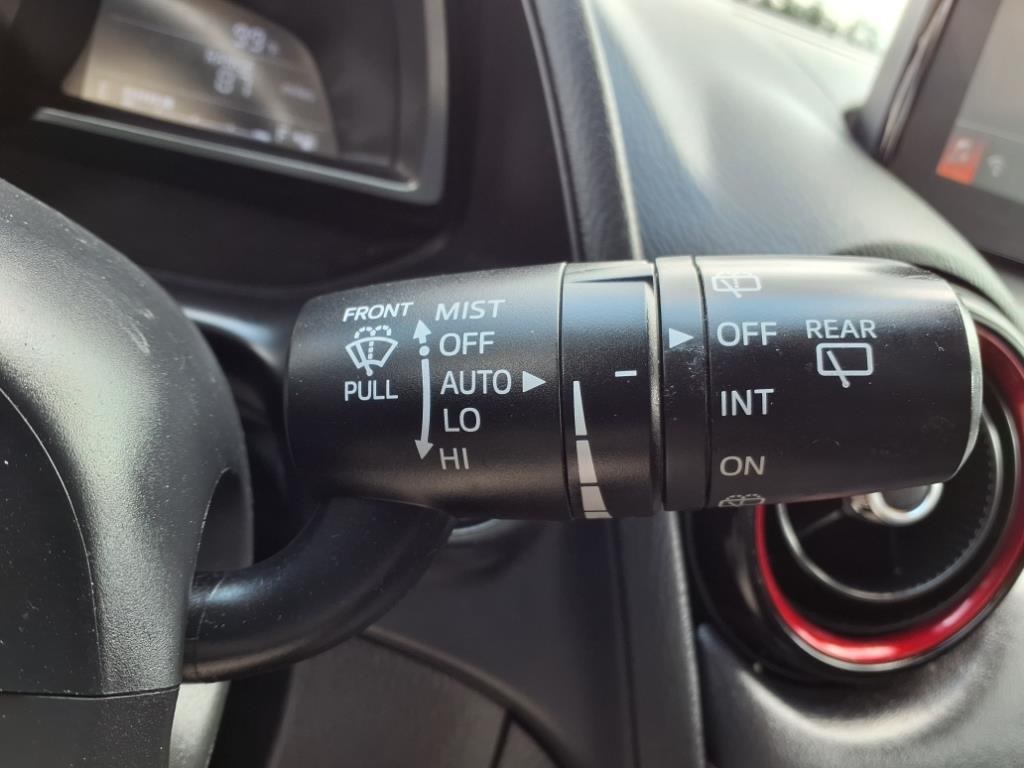 FRONT
PULL
MIST
OFF
AUTO
LO
HI
OFF
INT
ON
REAR